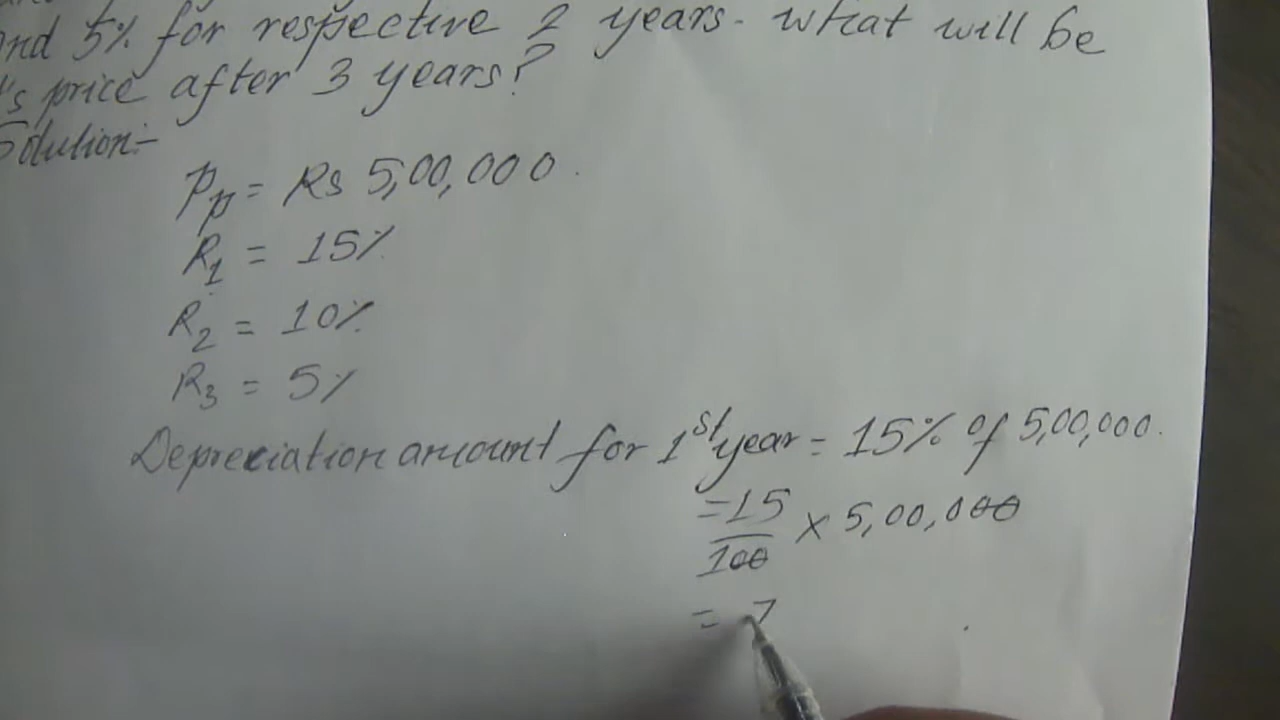 and 5% for respective 2 years. what will be
it's price after 3 years?
Solution:-
Pp = Rs 5,00,000.
R1 = 15%
R2 = 10%
R3 = 5%
Depreciation amount for 1st year = 15% of 5,00,000.
= 15/100 × 5,00,000
= 7